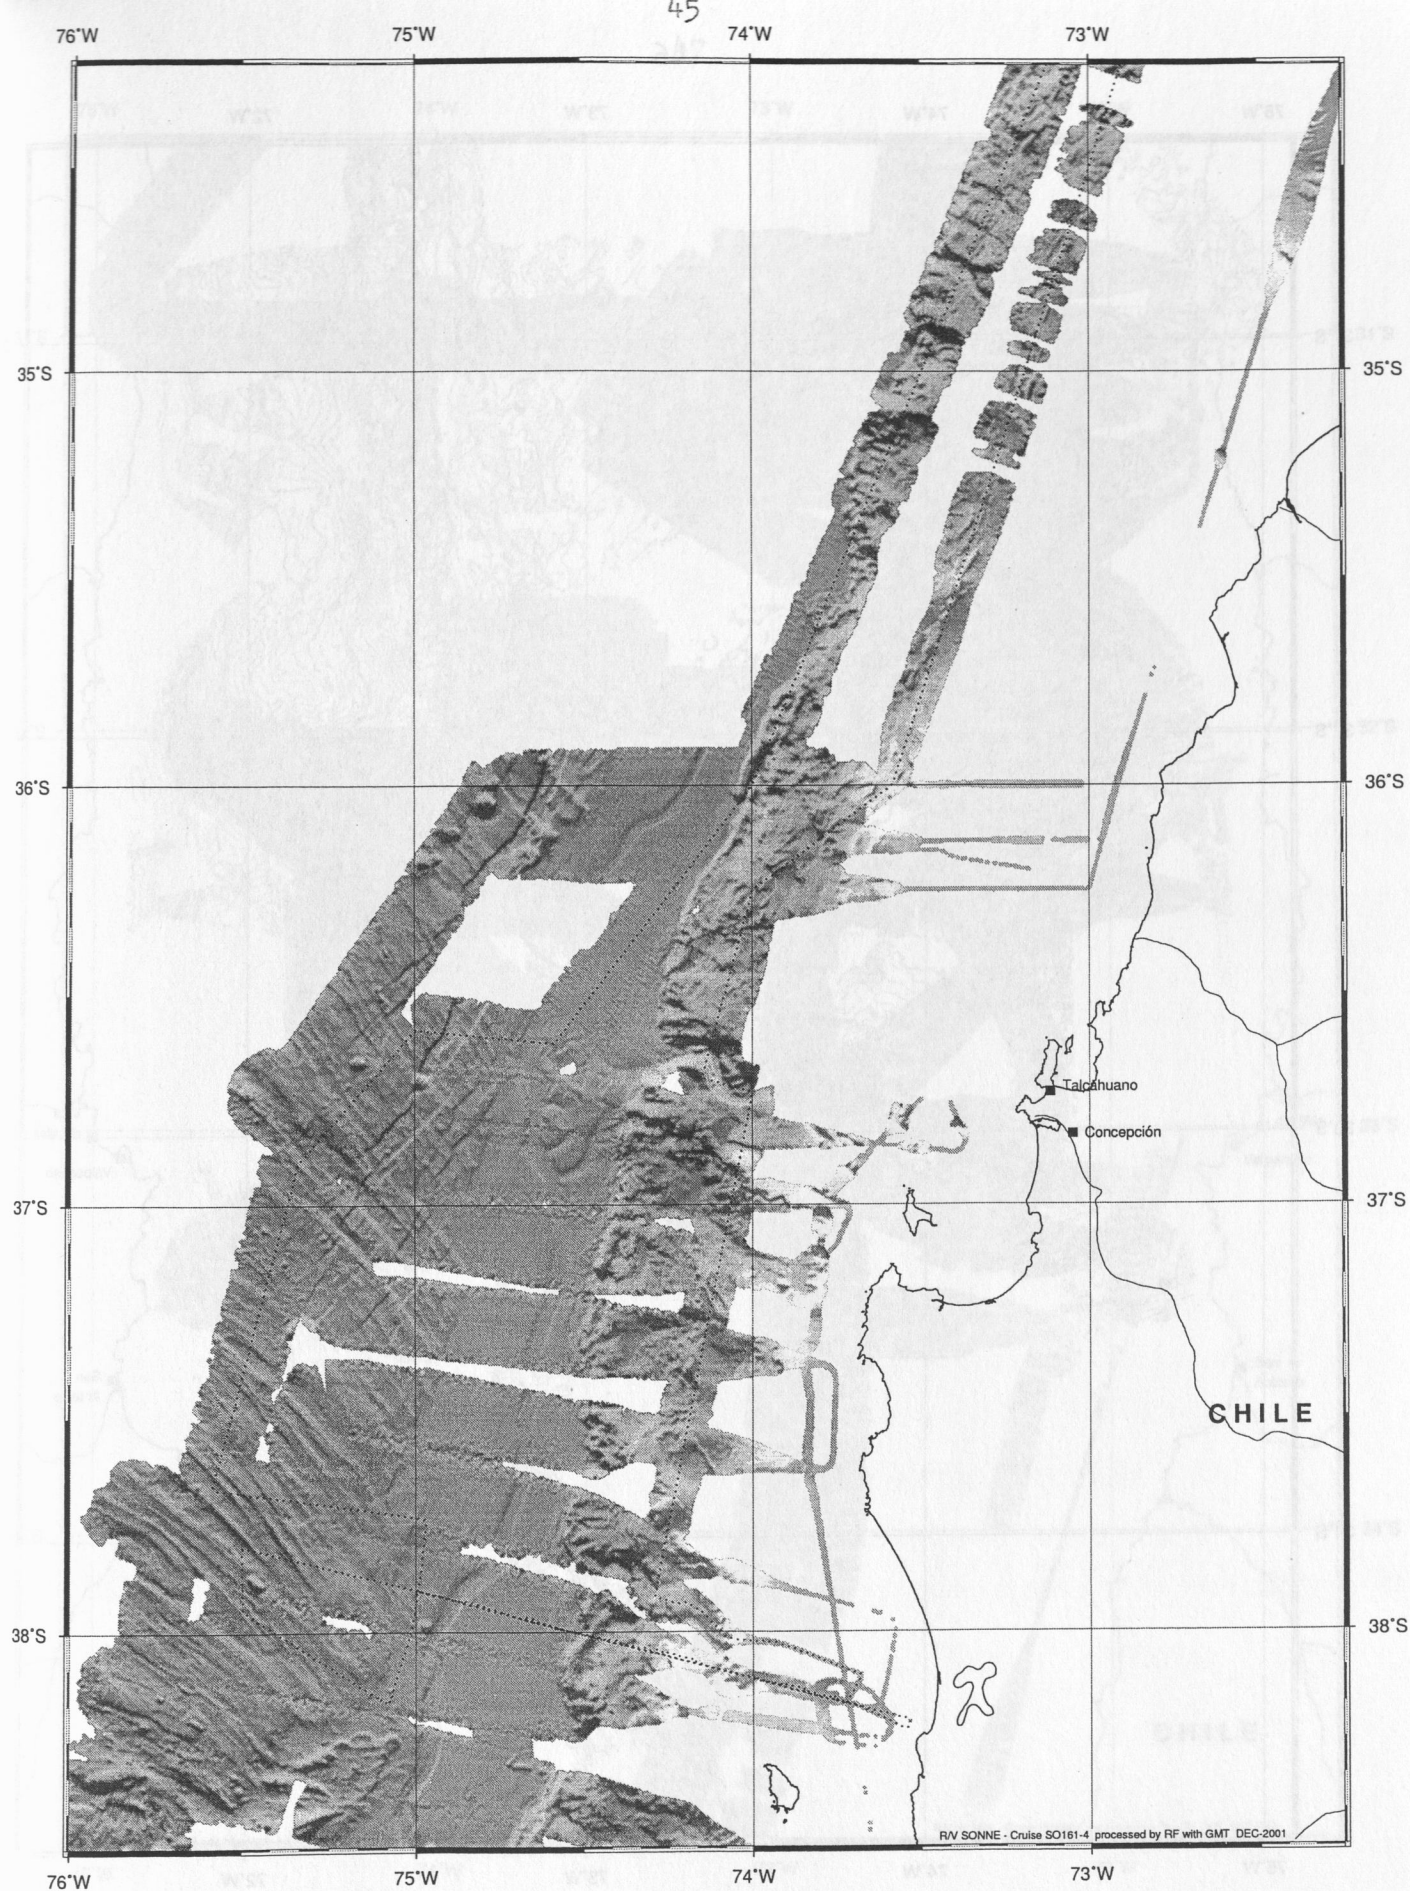 45
76°W 75°W 74°W 73°W
35°S 35°S
36°S 36°S
Talcahuano
Concepción
37°S 37°S
CHILE
38°S 38°S
R/V SONNE - Cruise SO161-4 processed by RF with GMT DEC-2001
76°W 75°W 74°W 73°W